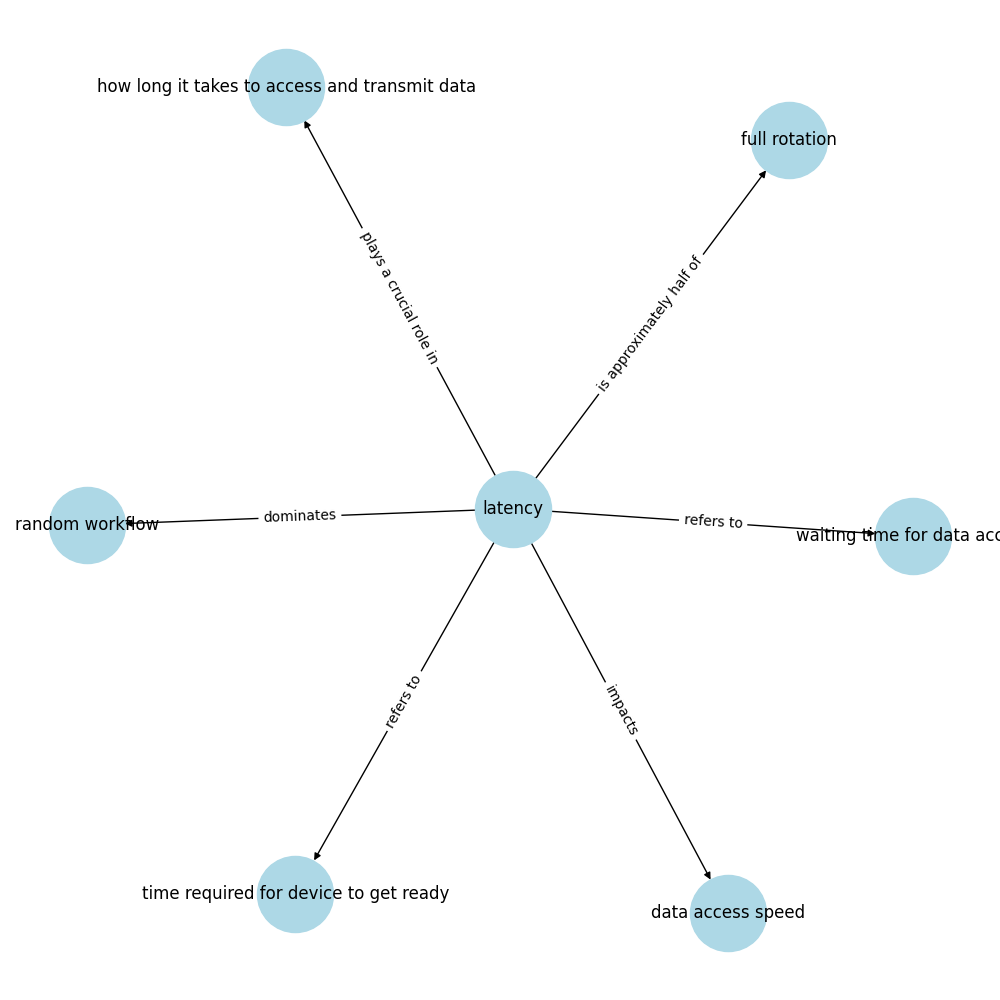 how long it takes to access and transmit data
full rotation
plays a crucial role in
is approximately half of
latency
dominates
refers to
random workflow
waiting time for data
refers to
impacts
time required for device to get ready
data access speed